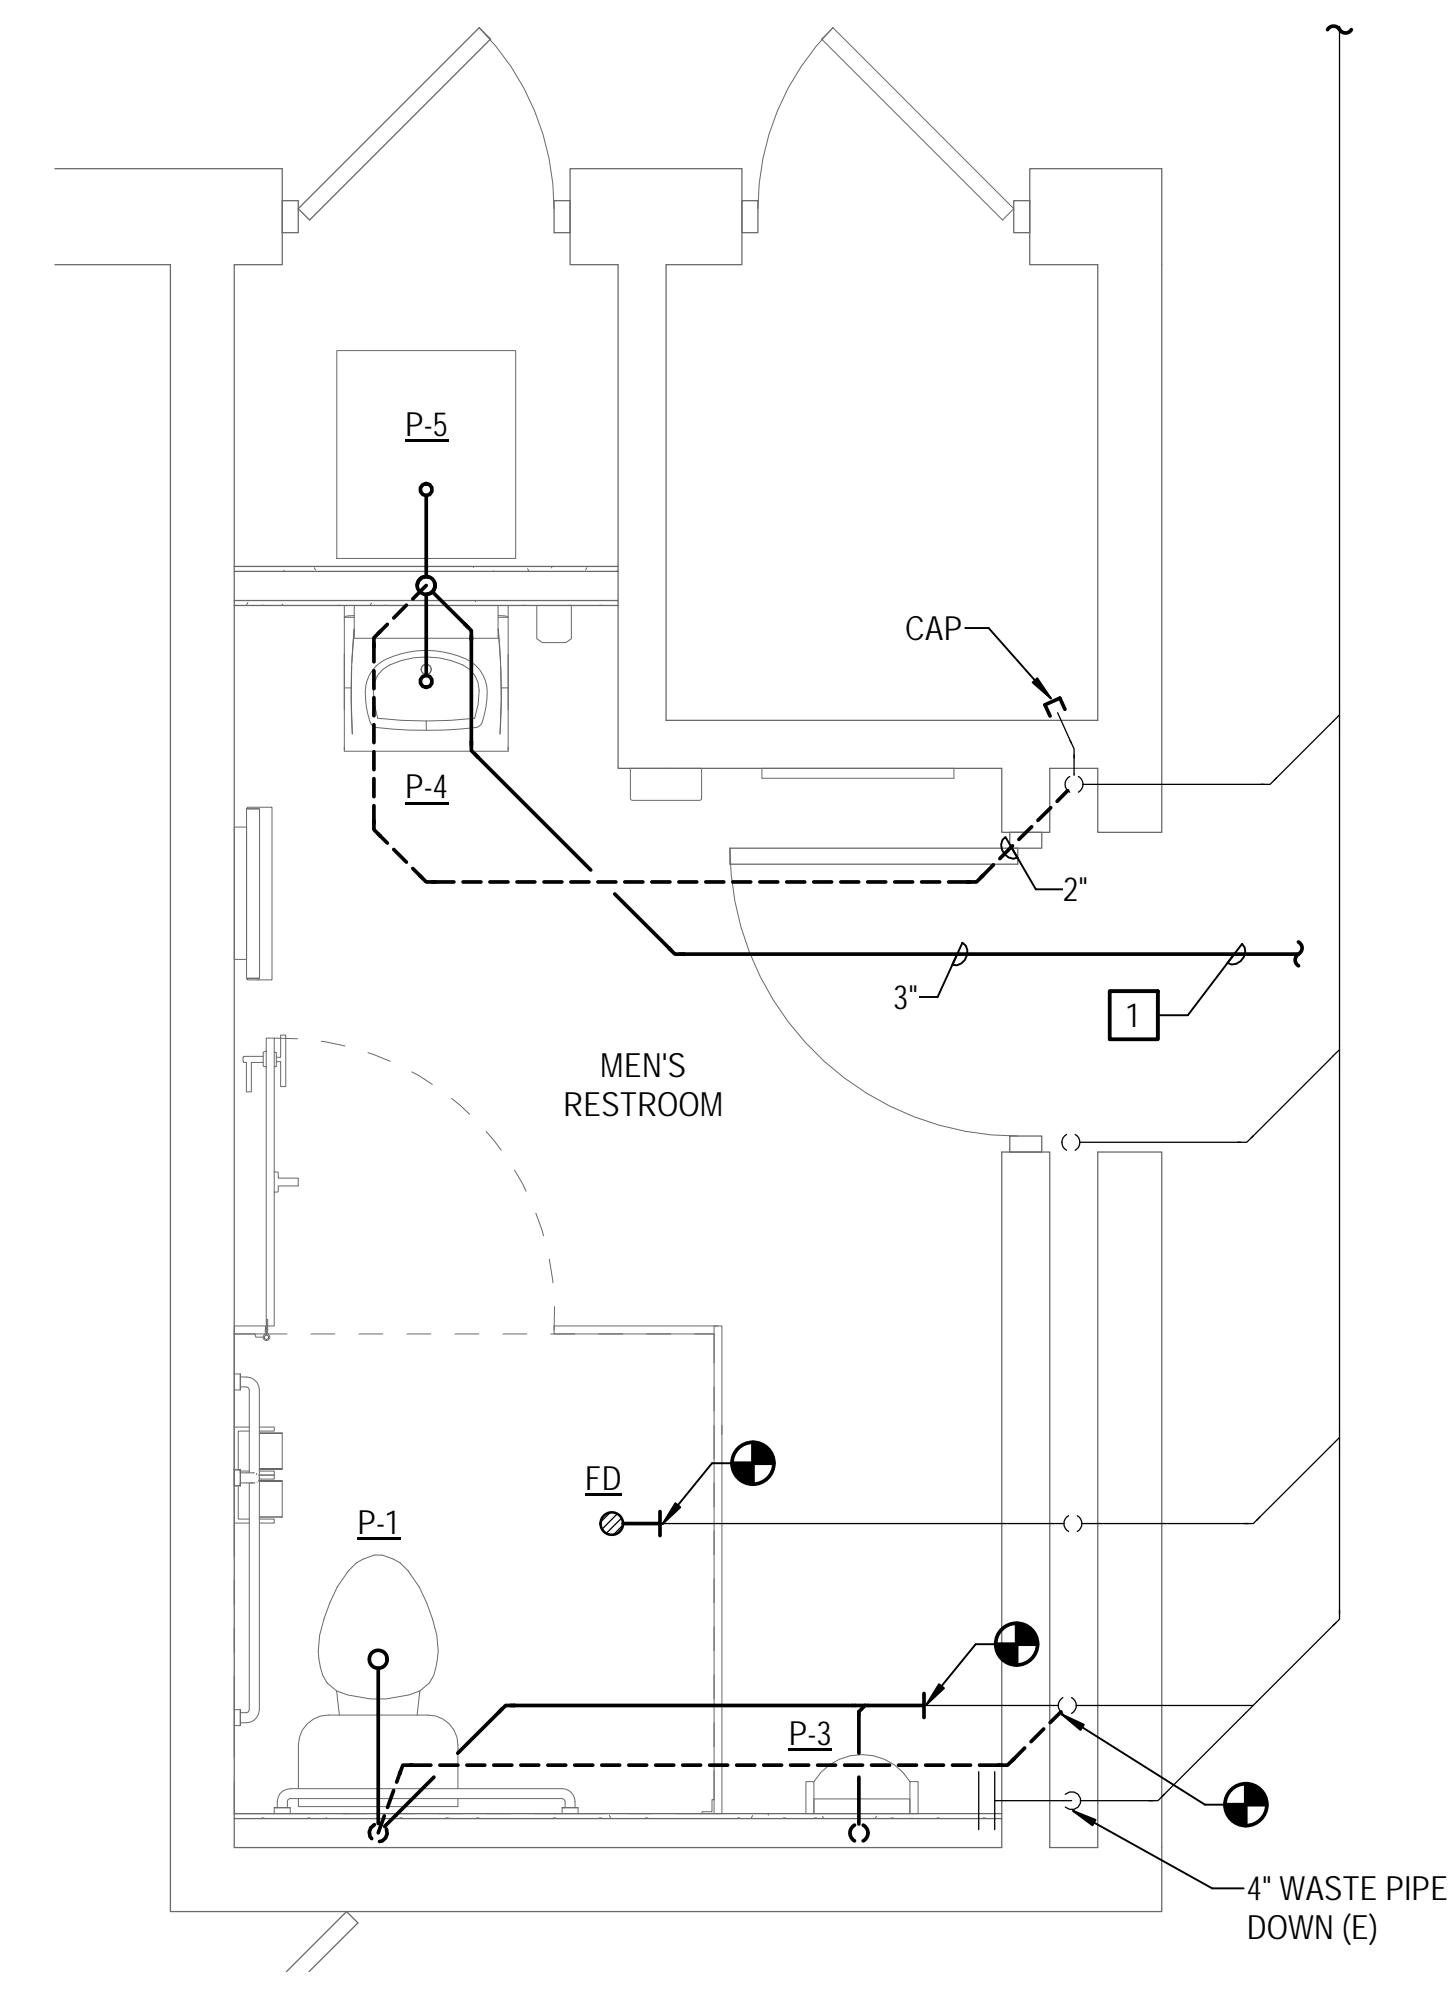 P-5
CAP
P-4
2"
3"
1
MEN'S
RESTROOM
FD
P-1
P-3
4" WASTE PIPE
DOWN (E)